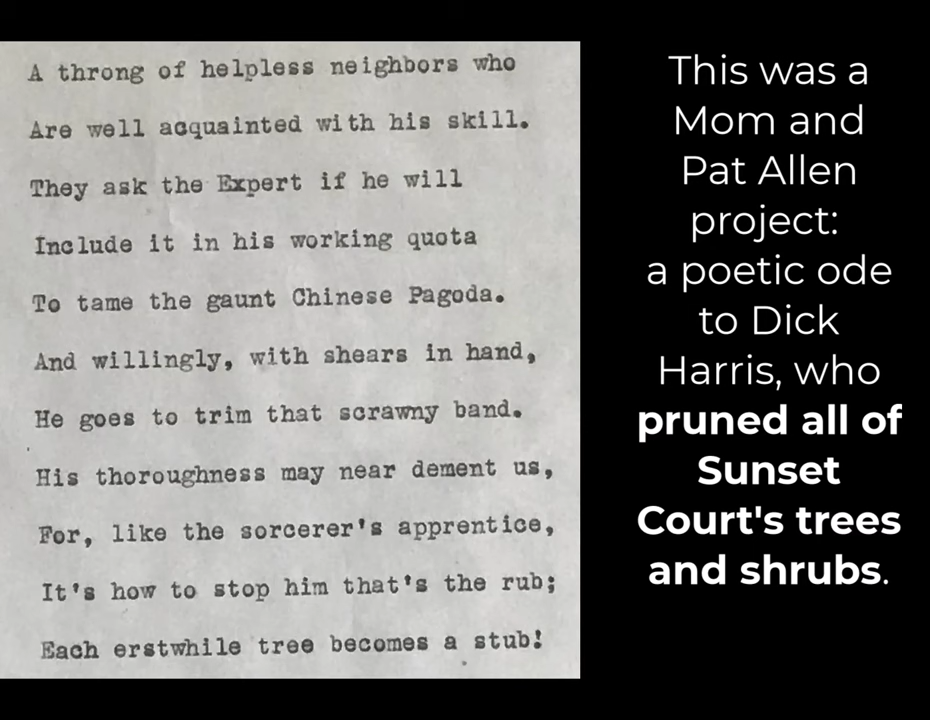 A throng of helpless neighbors who
Are well acquainted with his skill.
They ask the Expert if he will
Include it in his working quota
To tame the gaunt Chinese Pagoda.
And willingly, with shears in hand,
He goes to trim that scrawny band.
His thoroughness may near dement us,
For, like the sorcerer's apprentice,
It's how to stop him that's the rub;
Each erstwhile tree becomes a stub!
This was a
Mom and
Pat Allen
project:
a poetic ode
to Dick
Harris, who
pruned all of
Sunset
Court's trees
and shrubs.